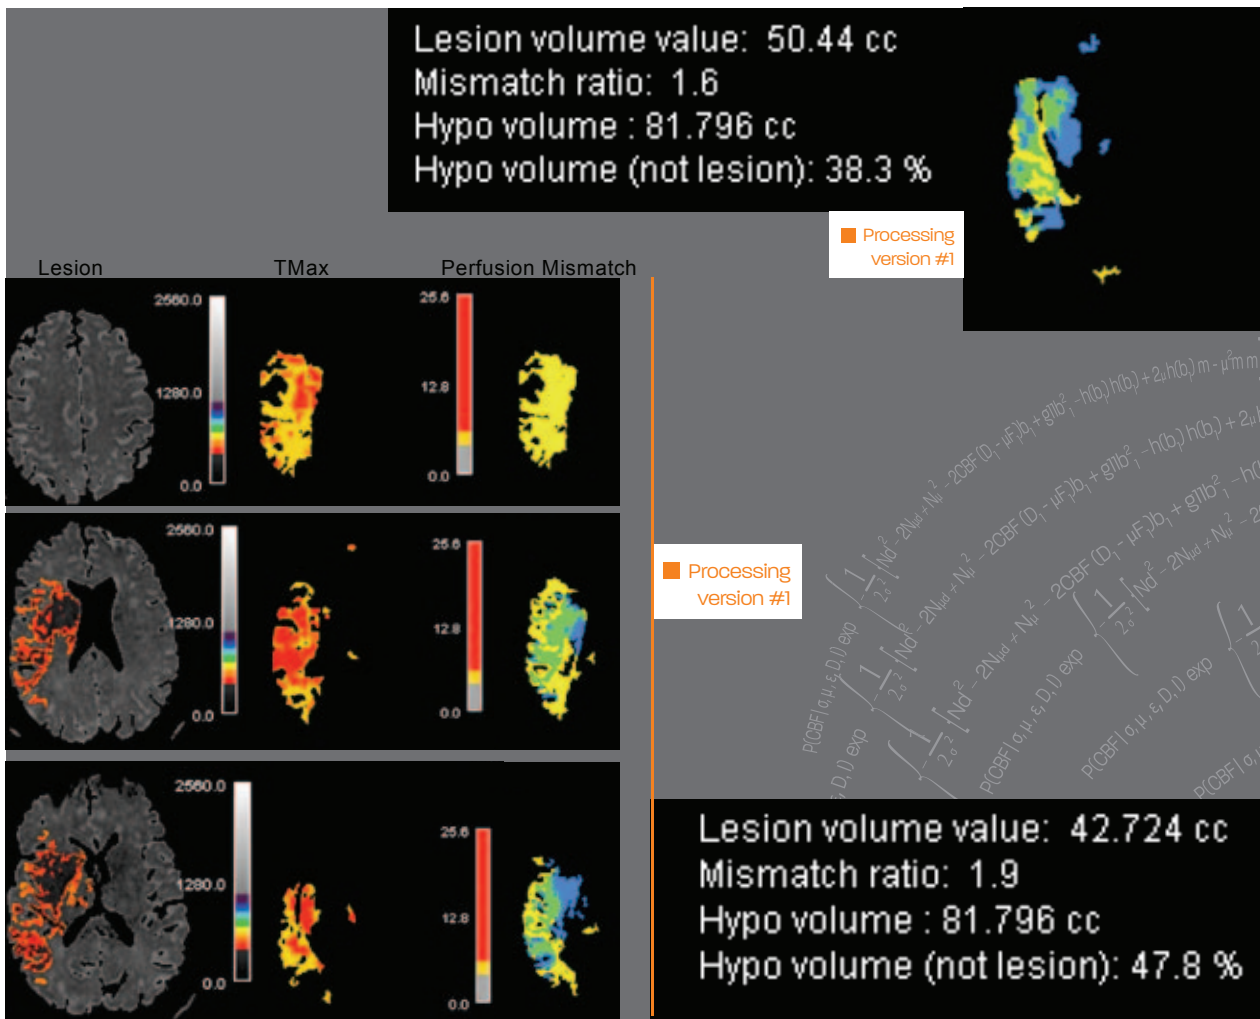 Lesion volume value: 50.44 cc
Mismatch ratio: 1.6
Hypo volume : 81.796 cc
Hypo volume (not lesion): 38.3 %
Processing
version #1
Lesion
TMax
Perfusion Mismatch
2560.0
1280.0
0.0
25.6
12.8
0.0
2560.0
1280.0
0.0
25.6
12.8
0.0
Processing
version #1
2560.0
1280.0
0.0
25.6
12.8
0.0
Lesion volume value: 42.724 cc
Mismatch ratio: 1.9
Hypo volume : 81.796 cc
Hypo volume (not lesion): 47.8 %